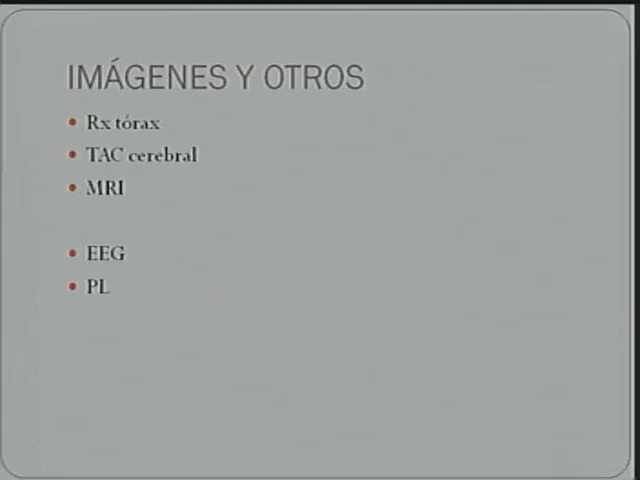 IMÁGENES Y OTROS
• Rx tórax
• TAC cerebral
• MRI
• EEG
• PL